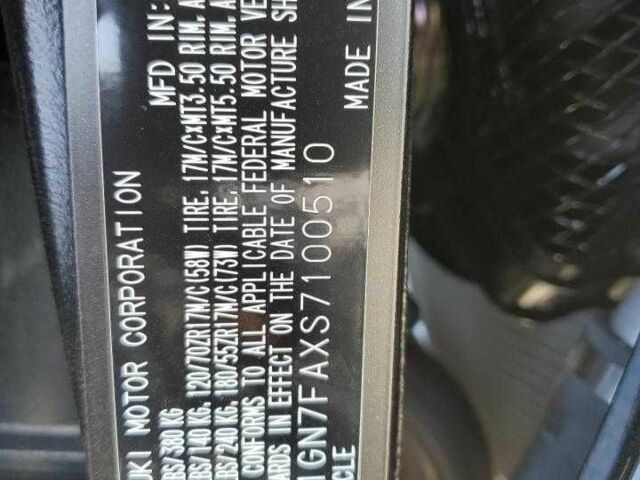 MFD IN:
UKI MOTOR CORPORATION
BS/380 KG
BS/140 KG. 120/70ZR17M/C(58W) TIRE, 17M/CxMT3.50 RIM, A
BS/240 KG. 180/55ZR17M/C(73W) TIRE, 17M/CxMT5.50 RIM, A
CONFORMS TO ALL APPLICABLE FEDERAL MOTOR VE
ARDS IN EFFECT ON THE DATE OF MANUFACTURE SH
1GN7FAXS7100510
CLE
MADE IN